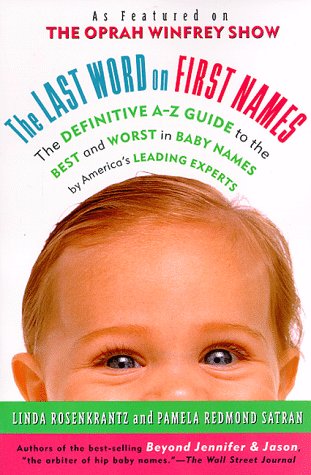 As Featured on
THE OPRAH WINFREY SHOW
The LAST WORD on FIRST NAMES
The DEFINITIVE A-Z GUIDE to the
BEST and WORST in BABY NAMES
by America's LEADING EXPERTS
LINDA ROSENKRANTZ and PAMELA REDMOND SATRAN
Authors of the best-selling Beyond Jennifer & Jason,
"the arbiter of hip baby names."—The Wall Street Journal